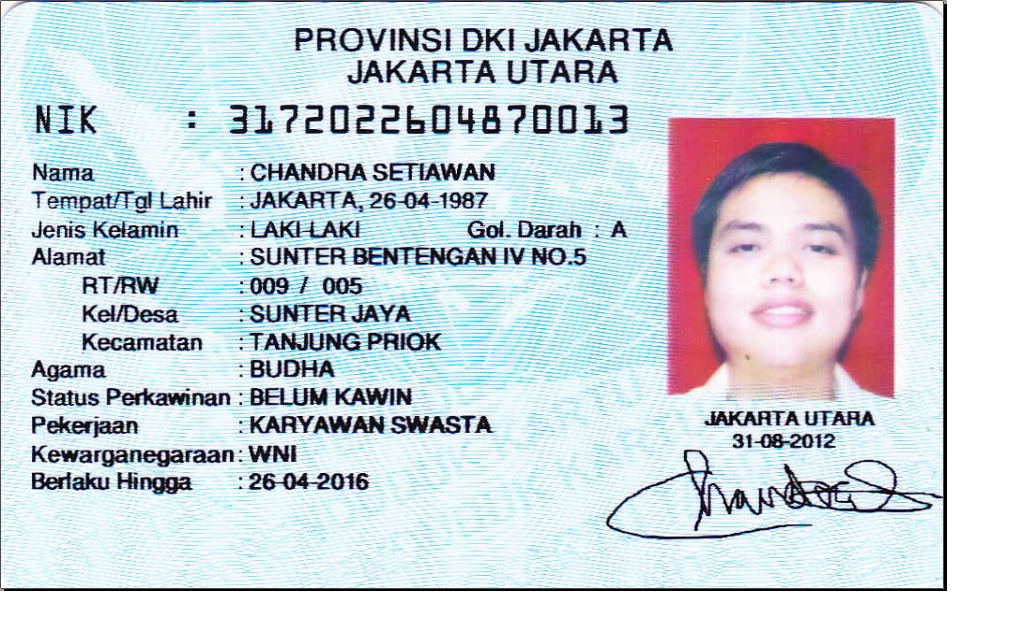 PROVINSI DKI JAKARTA
JAKARTA UTARA
NIK : 3172022604870013
Nama : CHANDRA SETIAWAN
Tempat/Tgl Lahir : JAKARTA, 26-04-1987
Jenis Kelamin : LAKI-LAKI Gol. Darah : A
Alamat : SUNTER BENTENGAN IV NO.5
RT/RW : 009 / 005
Kel/Desa : SUNTER JAYA
Kecamatan : TANJUNG PRIOK
Agama : BUDHA
Status Perkawinan : BELUM KAWIN
Pekerjaan : KARYAWAN SWASTA
Kewarganegaraan : WNI
Berlaku Hingga : 26-04-2016
JAKARTA UTARA
31-08-2012